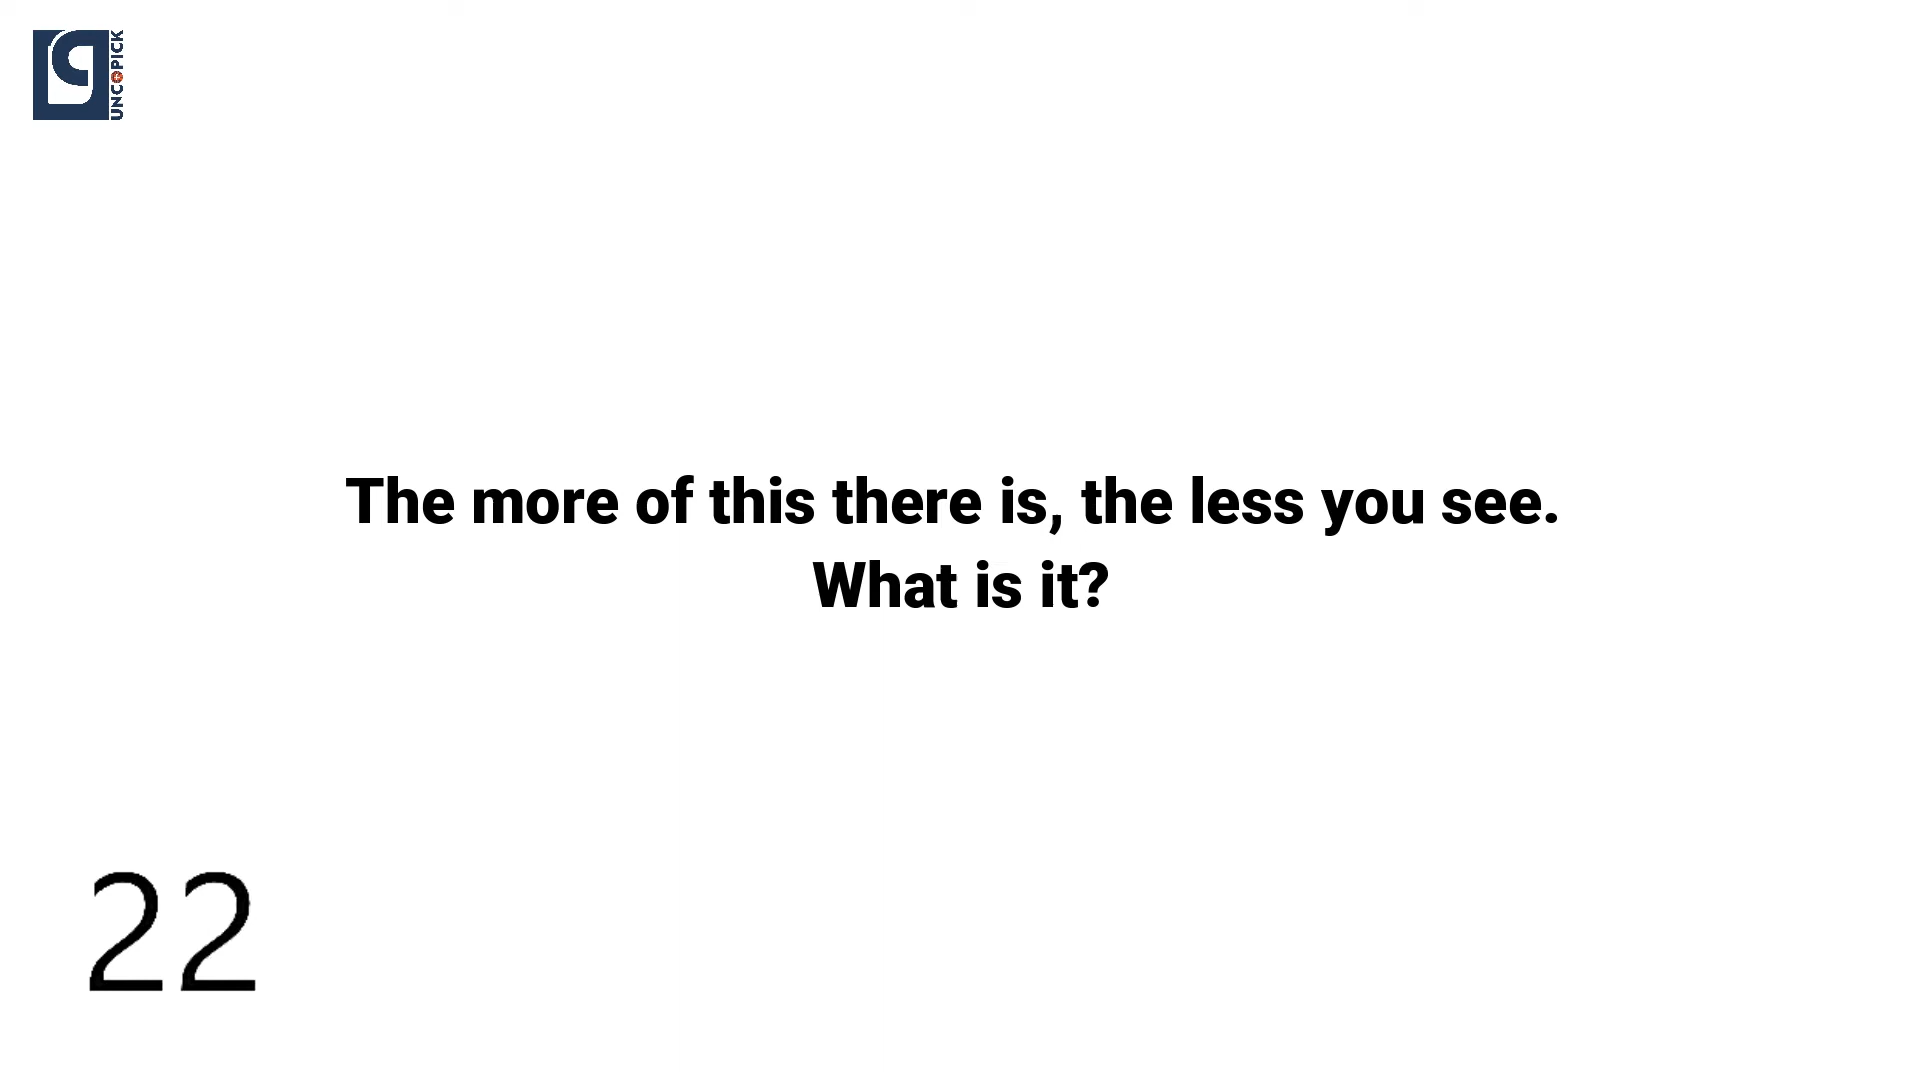 UNCOPICK
The more of this there is, the less you see.
What is it?
22